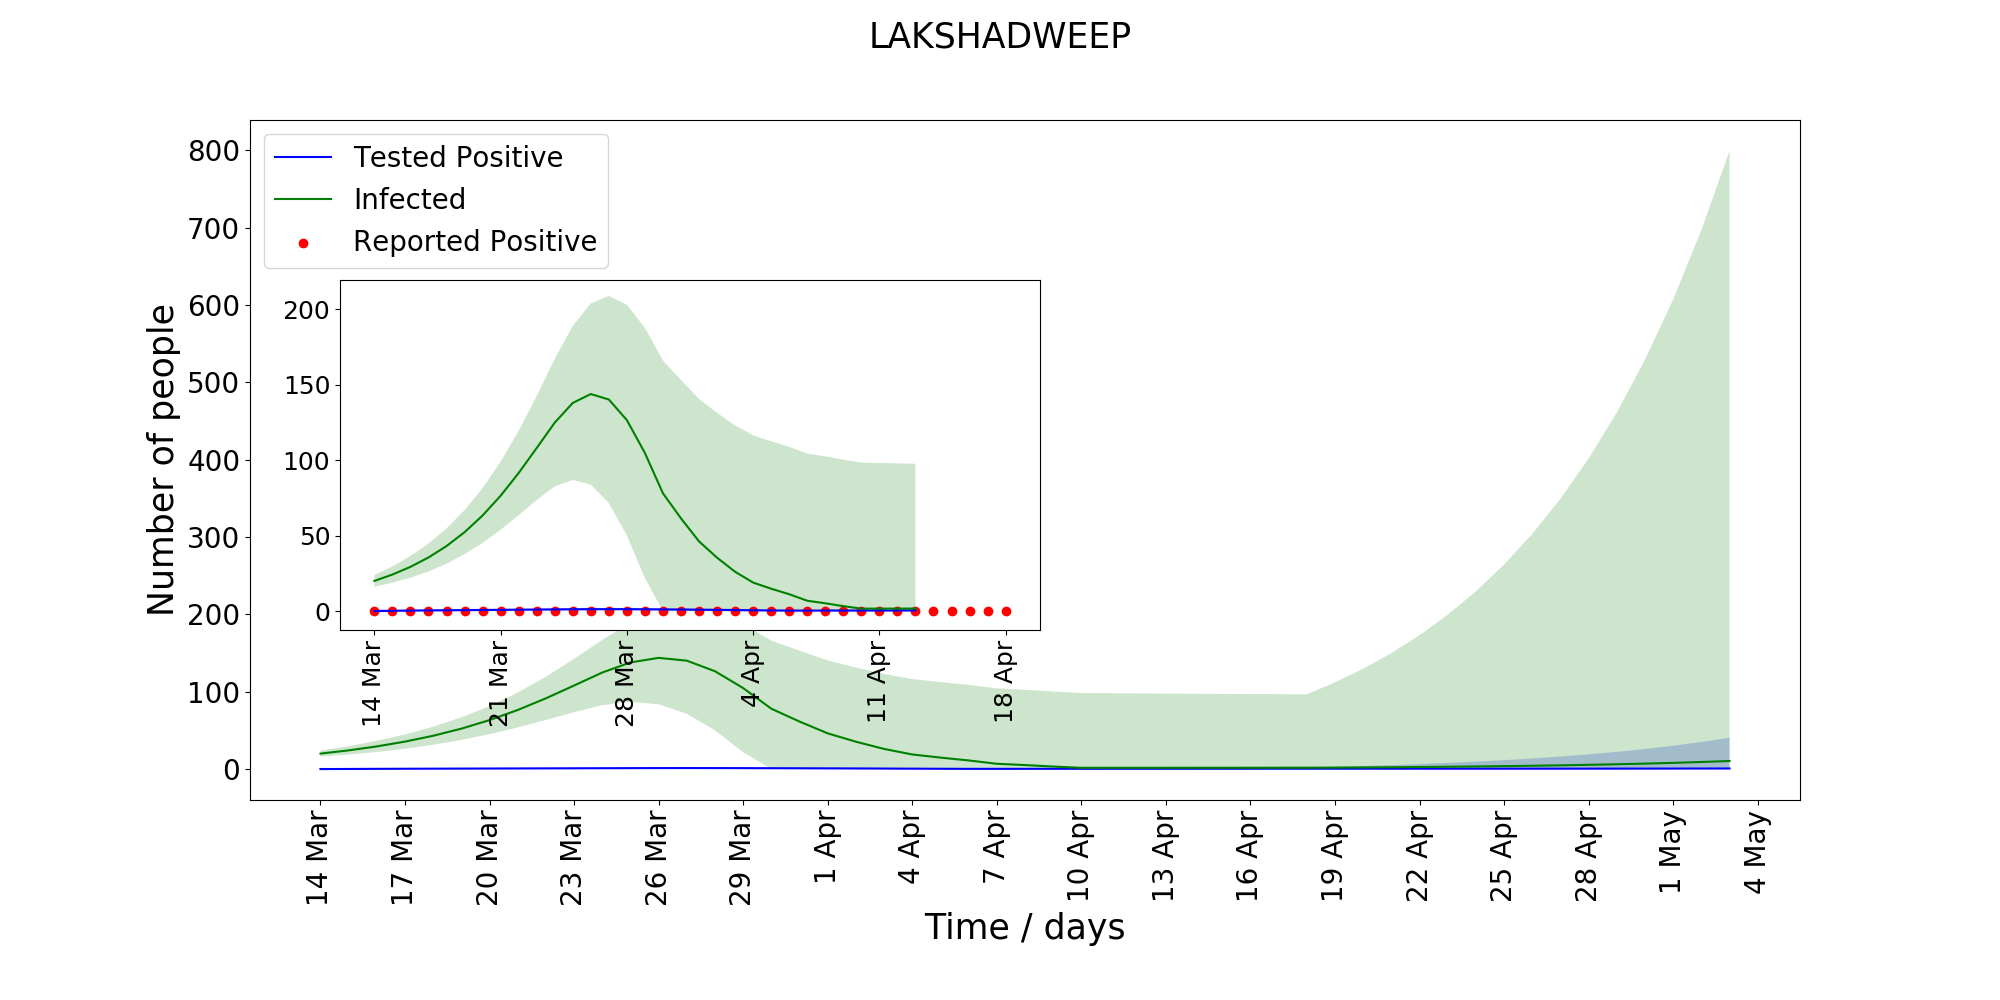 LAKSHADWEEP
Tested Positive
Infected
Reported Positive
Number of people
800
700
600
500
400
300
200
100
0
200
150
100
50
0
14 Mar
21 Mar
28 Mar
4 Apr
11 Apr
18 Apr
14 Mar
17 Mar
20 Mar
23 Mar
26 Mar
29 Mar
1 Apr
4 Apr
7 Apr
10 Apr
13 Apr
16 Apr
19 Apr
22 Apr
25 Apr
28 Apr
1 May
4 May
Time / days